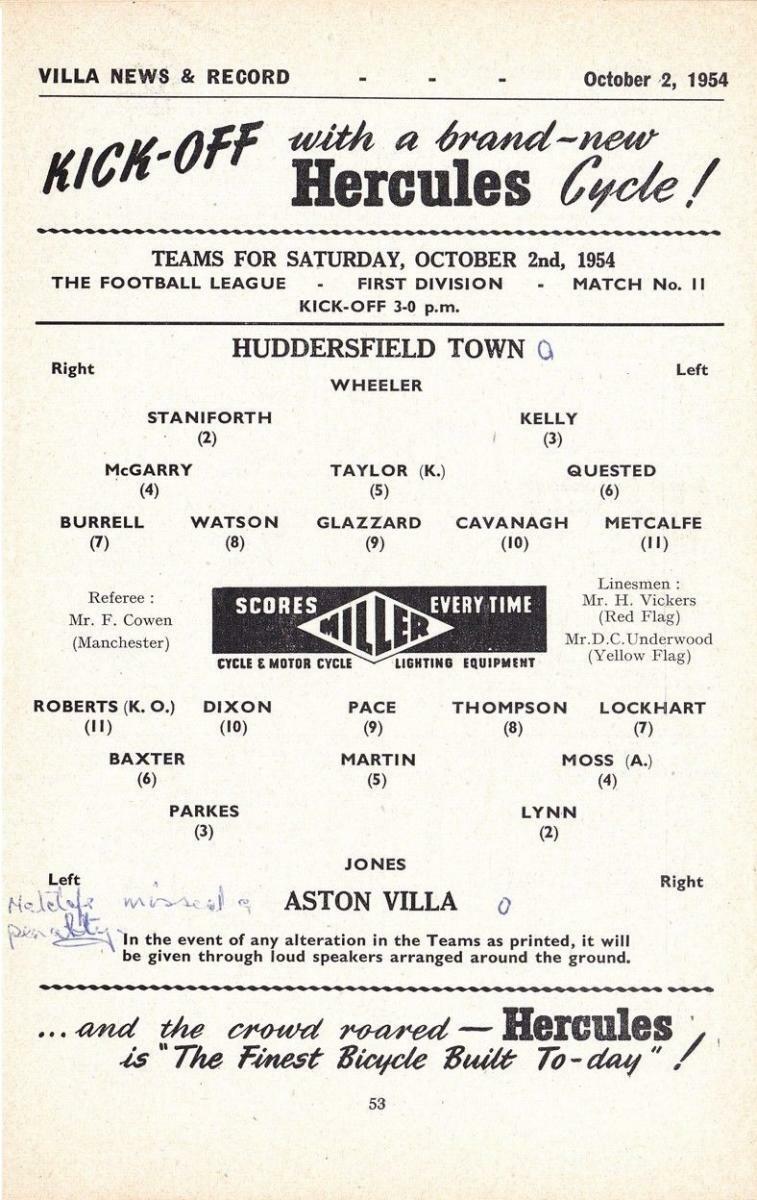 VILLA NEWS & RECORD - - - October 2, 1954
KICK-OFF with a brand-new
Hercules Cycle!
TEAMS FOR SATURDAY, OCTOBER 2nd, 1954
THE FOOTBALL LEAGUE - FIRST DIVISION - MATCH No. 11
KICK-OFF 3-0 p.m.
HUDDERSFIELD TOWN 0
Right Left
WHEELER
STANIFORTH KELLY
(2) (3)
McGARRY TAYLOR (K.) QUESTED
(4) (5) (6)
BURRELL WATSON GLAZZARD CAVANAGH METCALFE
(7) (8) (9) (10) (11)
Referee :
Mr. F. Cowen
(Manchester)
SCORES MILLER EVERY TIME
CYCLE & MOTOR CYCLE LIGHTING EQUIPMENT
Linesmen :
Mr. H. Vickers
(Red Flag)
Mr.D.C.Underwood
(Yellow Flag)
ROBERTS (K. O.) DIXON PACE THOMPSON LOCKHART
(11) (10) (9) (8) (7)
BAXTER MARTIN MOSS (A.)
(6) (5) (4)
PARKES LYNN
(3) (2)
JONES
Left Right
ASTON VILLA 0
Metcalfe missed a
penalty.
In the event of any alteration in the Teams as printed, it will
be given through loud speakers arranged around the ground.
...and the crowd roared — Hercules
is "The Finest Bicycle Built To-day" !
53